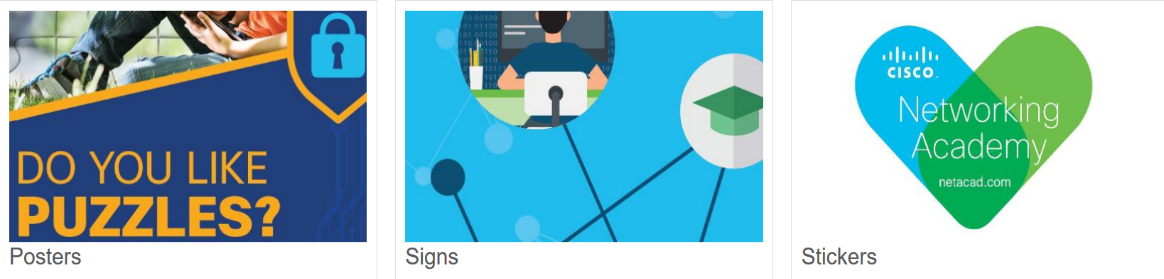 DO YOU LIKE
PUZZLES?
Posters
Signs
CISCO
Networking
Academy
netacad.com
Stickers